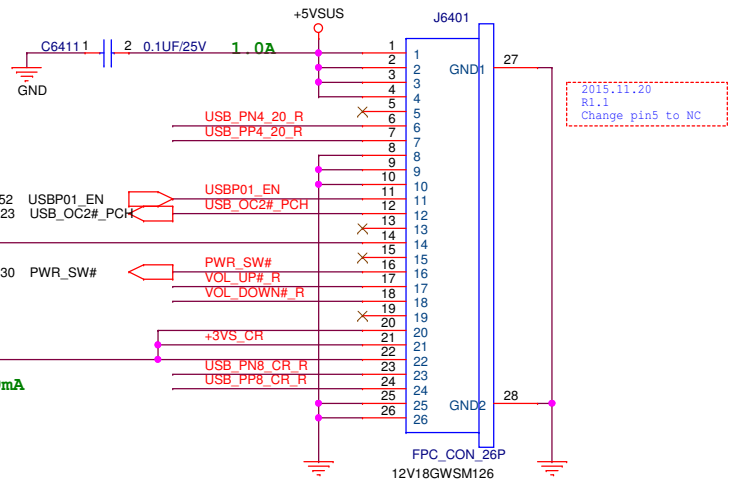 +5VSUS
J6401
C6411 1 2 0.1UF/25V 1.0A
GND
1 1
2 2
3 3
4 4
5 5
USB_PN4_20_R 6 6
USB_PP4_20_R 7 7
8 8
9 9
10 10
52 USBP01_EN USBP01_EN 11 11
23 USB_OC2#_PCH USB_OC2#_PCH 12 12
13 13
14 14
15 15
30 PWR_SW# PWR_SW# 16 16
VOL_UP#_R 17 17
VOL_DOWN#_R 18 18
19 19
20 20
+3VS_CR 21 21
22 22
USB_PN8_CR_R 23 23
mA USB_PP8_CR_R 24 24
25 25
26 26
GND1 27
GND2 28
2015.11.20
R1.1
Change pin5 to NC
FPC_CON_26P
12V18GWSM126